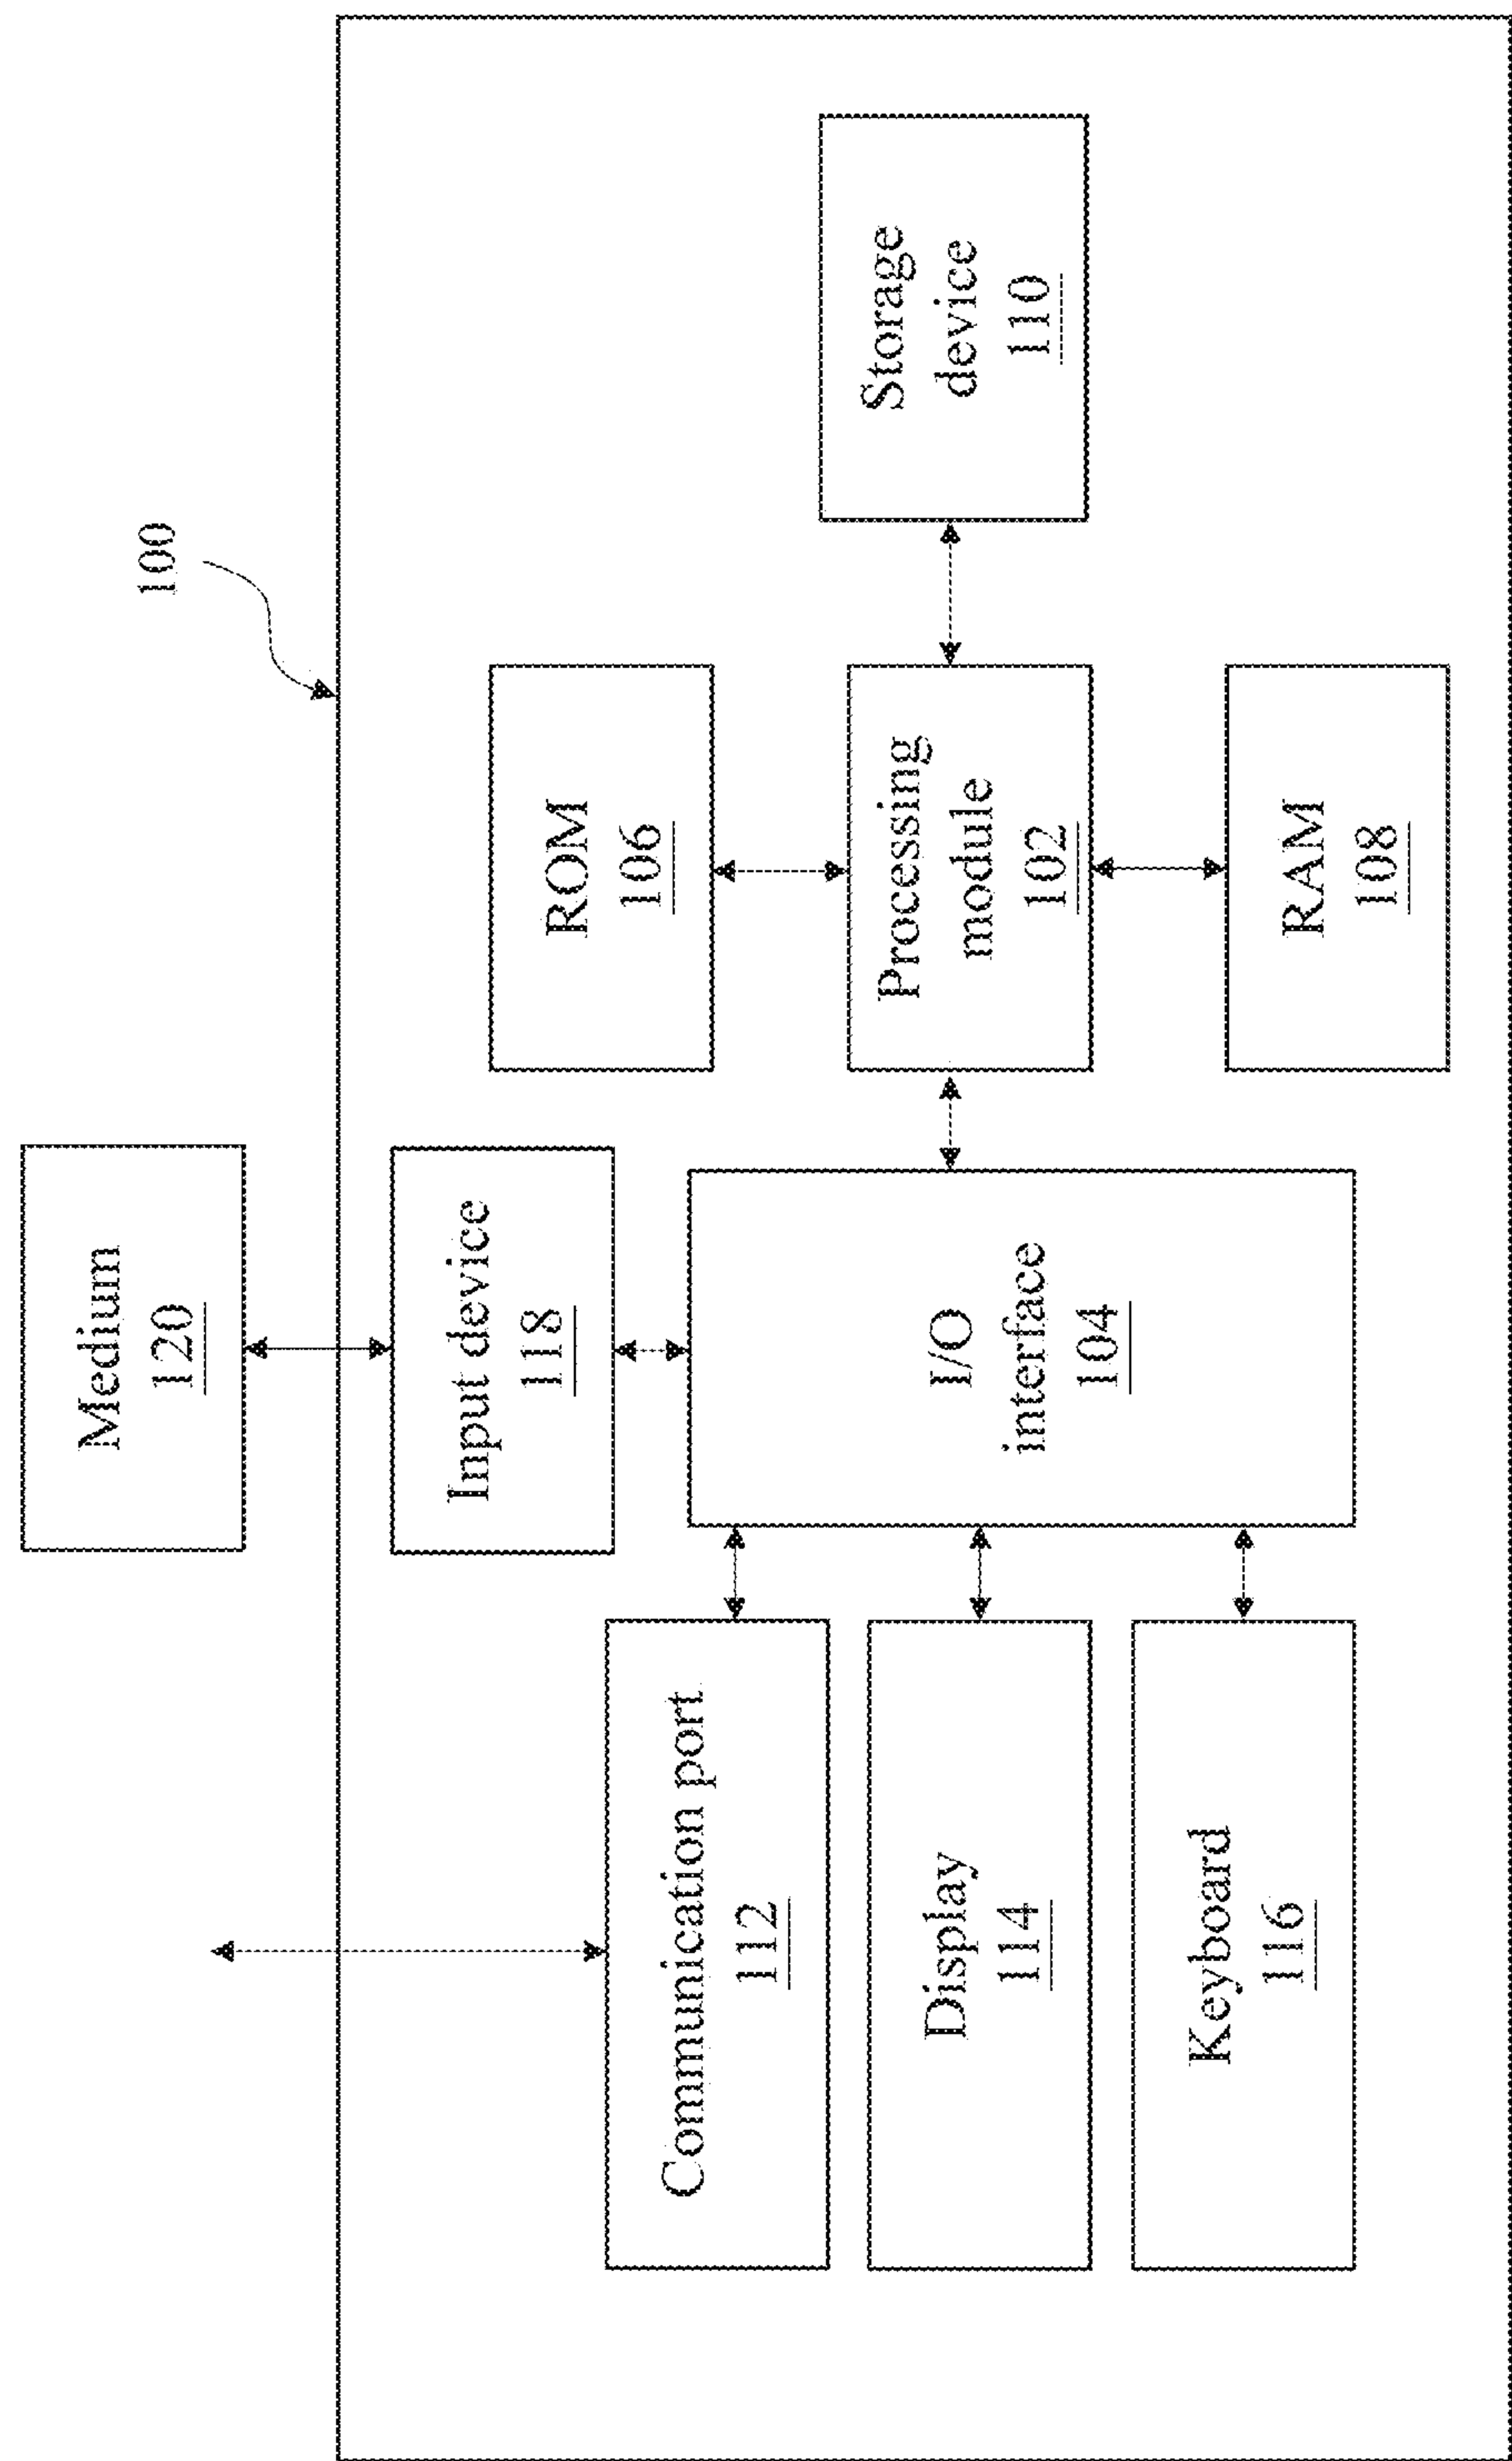 100
Medium
120
Input device
118
Communication port
112
Display
114
Keyboard
116
I/O
interface
104
ROM
106
Processing
module
102
RAM
108
Storage
device
110